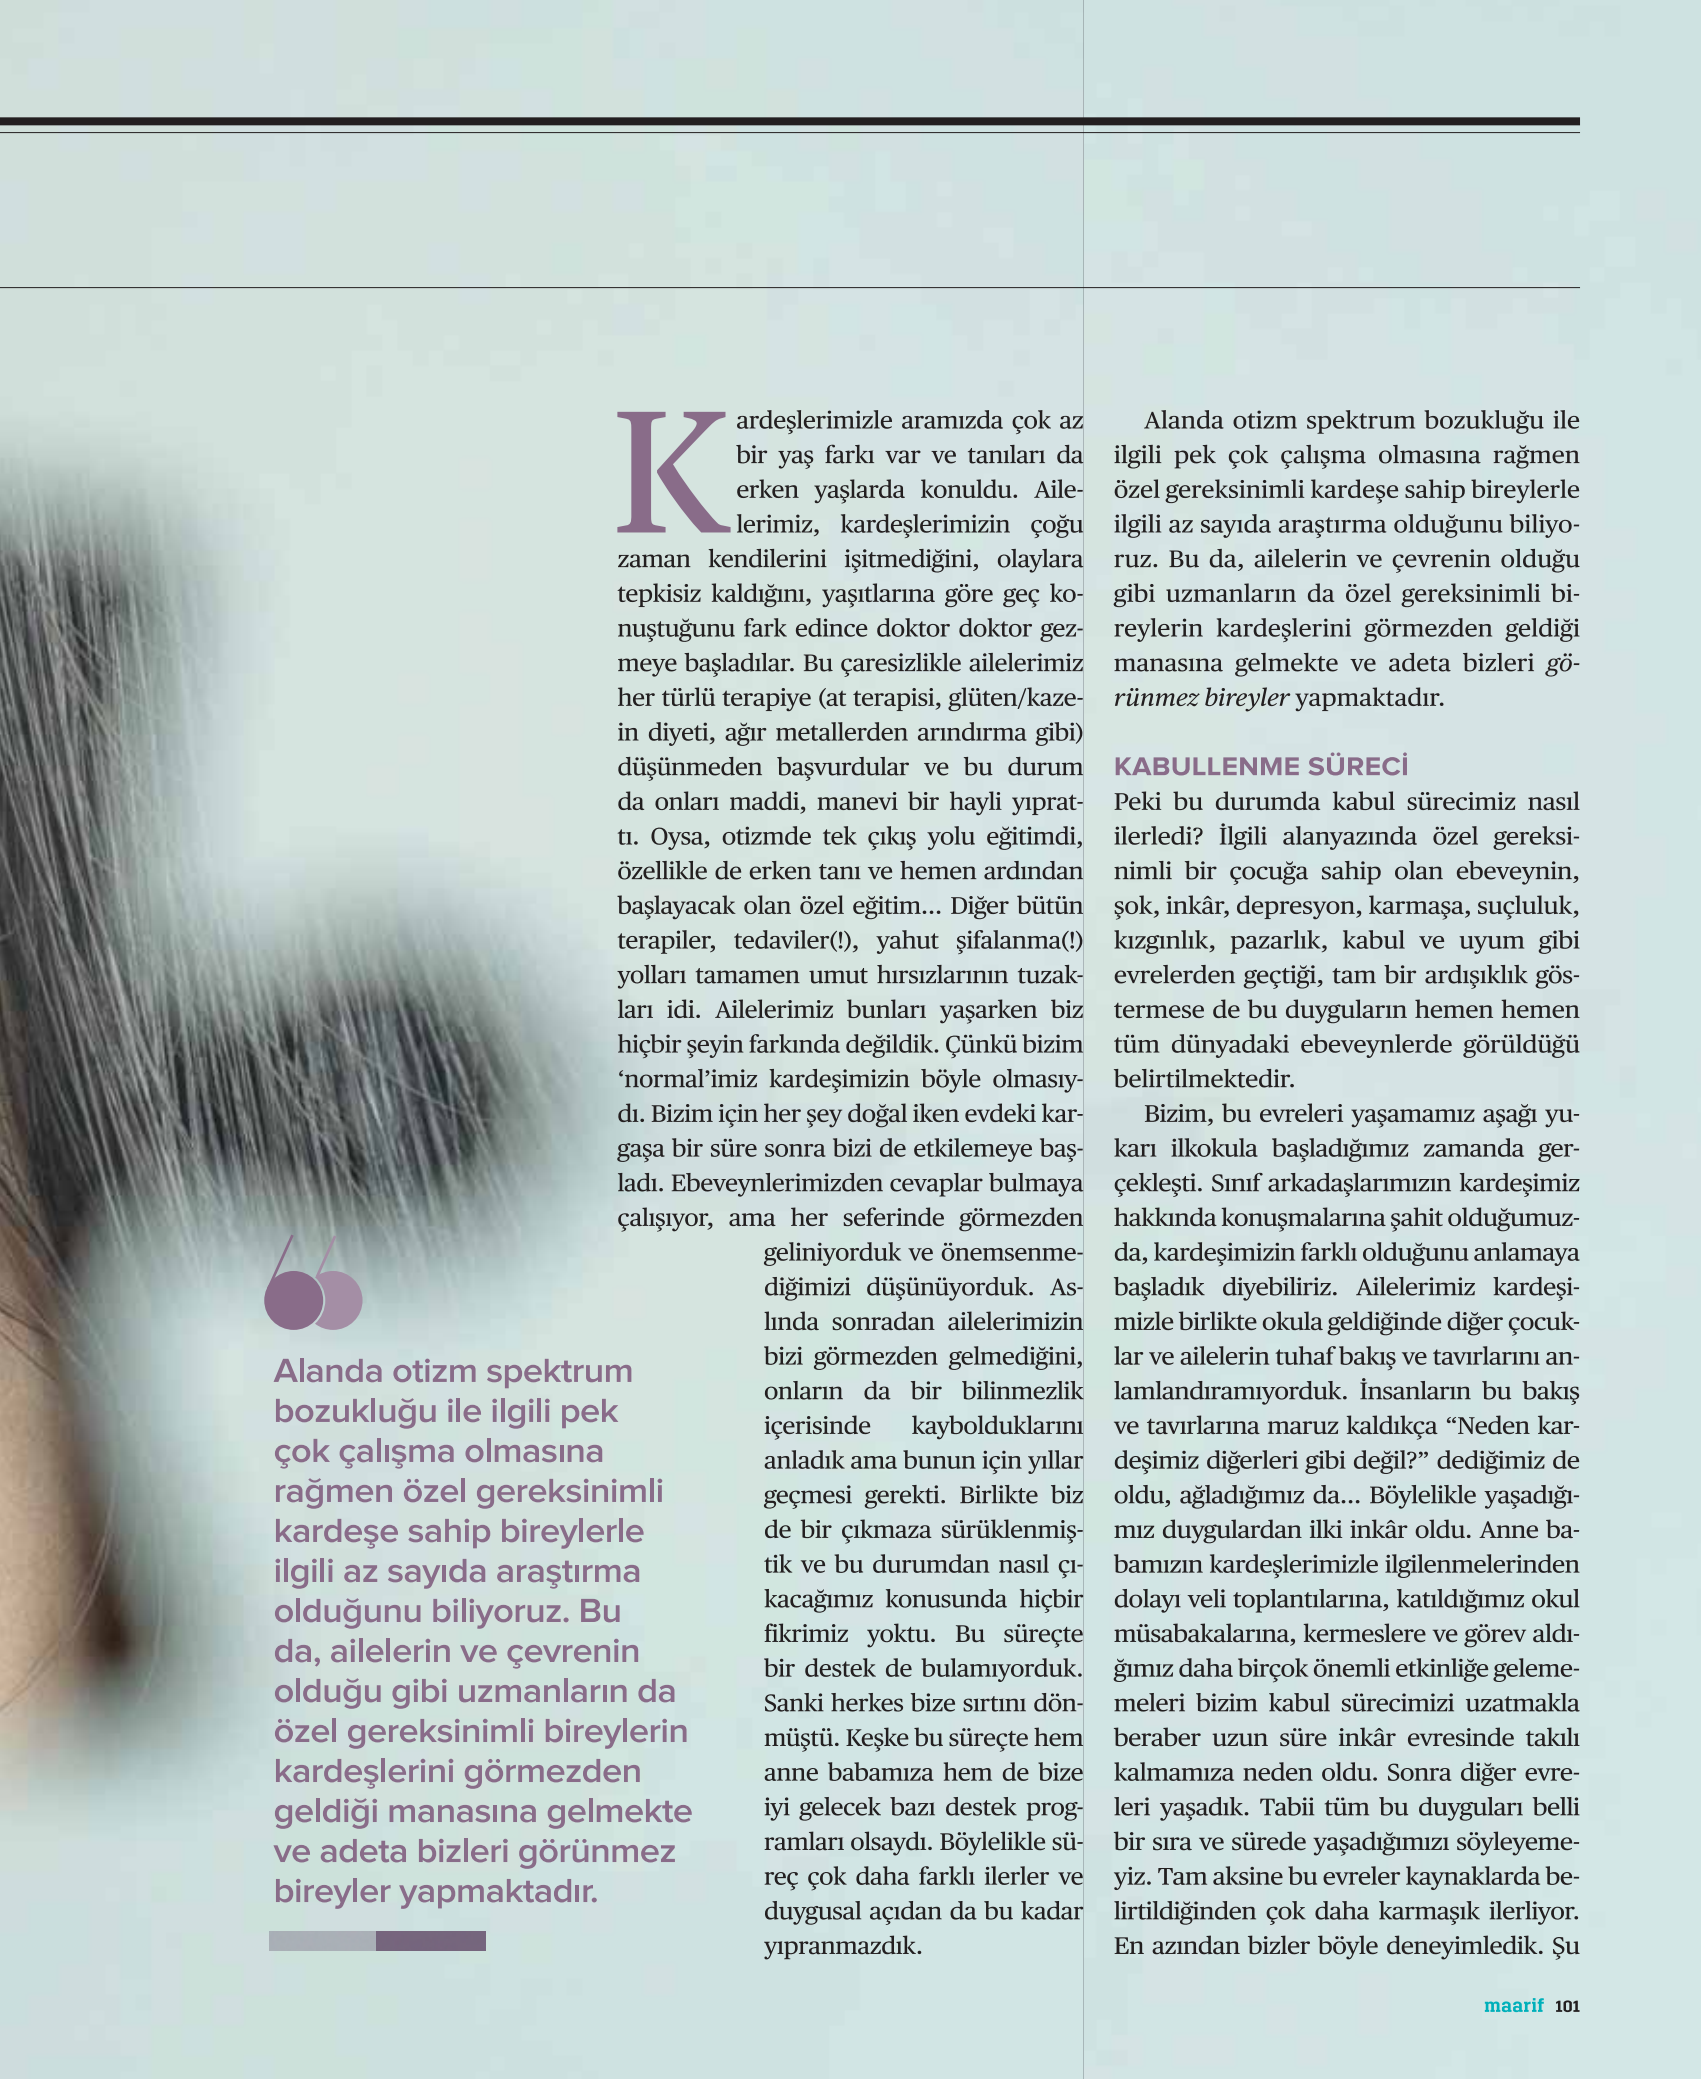 Kardeşlerimizle aramızda çok az
bir yaş farkı var ve tanıları da
erken yaşlarda konuldu. Aile-
lerimiz, kardeşlerimizin çoğu
zaman kendilerini işitmediğini, olaylara
tepkisiz kaldığını, yaşıtlarına göre geç ko-
nuştuğunu fark edince doktor doktor gez-
meye başladılar. Bu çaresizlikle ailelerimiz
her türlü terapiye (at terapisi, glüten/kaze-
in diyeti, ağır metallerden arındırma gibi)
düşünmeden başvurdular ve bu durum
da onları maddi, manevi bir hayli yıprat-
tı. Oysa, otizmde tek çıkış yolu eğitimdi,
özellikle de erken tanı ve hemen ardından
başlayacak olan özel eğitim... Diğer bütün
terapiler, tedaviler(!), yahut şifalanma(!)
yolları tamamen umut hırsızlarının tuzak-
ları idi. Ailelerimiz bunları yaşarken biz
hiçbir şeyin farkında değildik. Çünkü bizim
‘normal’imiz kardeşimizin böyle olmasıy-
dı. Bizim için her şey doğal iken evdeki kar-
gaşa bir süre sonra bizi de etkilemeye baş-
ladı. Ebeveynlerimizden cevaplar bulmaya
çalışıyor, ama her seferinde görmezden
geliniyorduk ve önemsenme-
diğimizi düşünüyorduk. As-
lında sonradan ailelerimizin
bizi görmezden gelmediğini,
onların da bir bilinmezlik
içerisinde kaybolduklarını
anladık ama bunun için yıllar
geçmesi gerekti. Birlikte biz
de bir çıkmaza sürüklenmiş-
tik ve bu durumdan nasıl çı-
kacağımız konusunda hiçbir
fikrimiz yoktu. Bu süreçte
bir destek de bulamıyorduk.
Sanki herkes bize sırtını dön-
müştü. Keşke bu süreçte hem
anne babamıza hem de bize
iyi gelecek bazı destek prog-
ramları olsaydı. Böylelikle sü-
reç çok daha farklı ilerler ve
duygusal açıdan da bu kadar
yıpranmazdık.
Alanda otizm spektrum
bozukluğu ile ilgili pek
çok çalışma olmasına
rağmen özel gereksinimli
kardeşe sahip bireylerle
ilgili az sayıda araştırma
olduğunu biliyoruz. Bu
da, ailelerin ve çevrenin
olduğu gibi uzmanların da
özel gereksinimli bireylerin
kardeşlerini görmezden
geldiği manasına gelmekte
ve adeta bizleri görünmez
bireyler yapmaktadır.
Alanda otizm spektrum bozukluğu ile
ilgili pek çok çalışma olmasına rağmen
özel gereksinimli kardeşe sahip bireylerle
ilgili az sayıda araştırma olduğunu biliyo-
ruz. Bu da, ailelerin ve çevrenin olduğu
gibi uzmanların da özel gereksinimli bi-
reylerin kardeşlerini görmezden geldiği
manasına gelmekte ve adeta bizleri gö-
rünmez bireyler yapmaktadır.
KABULLENME SÜRECİ
Peki bu durumda kabul sürecimiz nasıl
ilerledi? İlgili alanyazında özel gereksi-
nimli bir çocuğa sahip olan ebeveynin,
şok, inkâr, depresyon, karmaşa, suçluluk,
kızgınlık, pazarlık, kabul ve uyum gibi
evrelerden geçtiği, tam bir ardışıklık gös-
termese de bu duyguların hemen hemen
tüm dünyadaki ebeveynlerde görüldüğü
belirtilmektedir.
Bizim, bu evreleri yaşamamız aşağı yu-
karı ilkokula başladığımız zamanda ger-
çekleşti. Sınıf arkadaşlarımızın kardeşimiz
hakkında konuşmalarına şahit olduğumuz-
da, kardeşimizin farklı olduğunu anlamaya
başladık diyebiliriz. Ailelerimiz kardeşi-
mizle birlikte okula geldiğinde diğer çocuk-
lar ve ailelerin tuhaf bakış ve tavırlarını an-
lamlandıramıyorduk. İnsanların bu bakış
ve tavırlarına maruz kaldıkça “Neden kar-
deşimiz diğerleri gibi değil?” dediğimiz de
oldu, ağladığımız da... Böylelikle yaşadığı-
mız duygulardan ilki inkâr oldu. Anne ba-
bamızın kardeşlerimizle ilgilenmelerinden
dolayı veli toplantılarına, katıldığımız okul
müsabakalarına, kermeslere ve görev aldı-
ğımız daha birçok önemli etkinliğe geleme-
meleri bizim kabul sürecimizi uzatmakla
beraber uzun süre inkâr evresinde takılı
kalmamıza neden oldu. Sonra diğer evre-
leri yaşadık. Tabii tüm bu duyguları belli
bir sıra ve sürede yaşadığımızı söyleyeme-
yiz. Tam aksine bu evreler kaynaklarda be-
lirtildiğinden çok daha karmaşık ilerliyor.
En azından bizler böyle deneyimledik. Şu
maarif 101